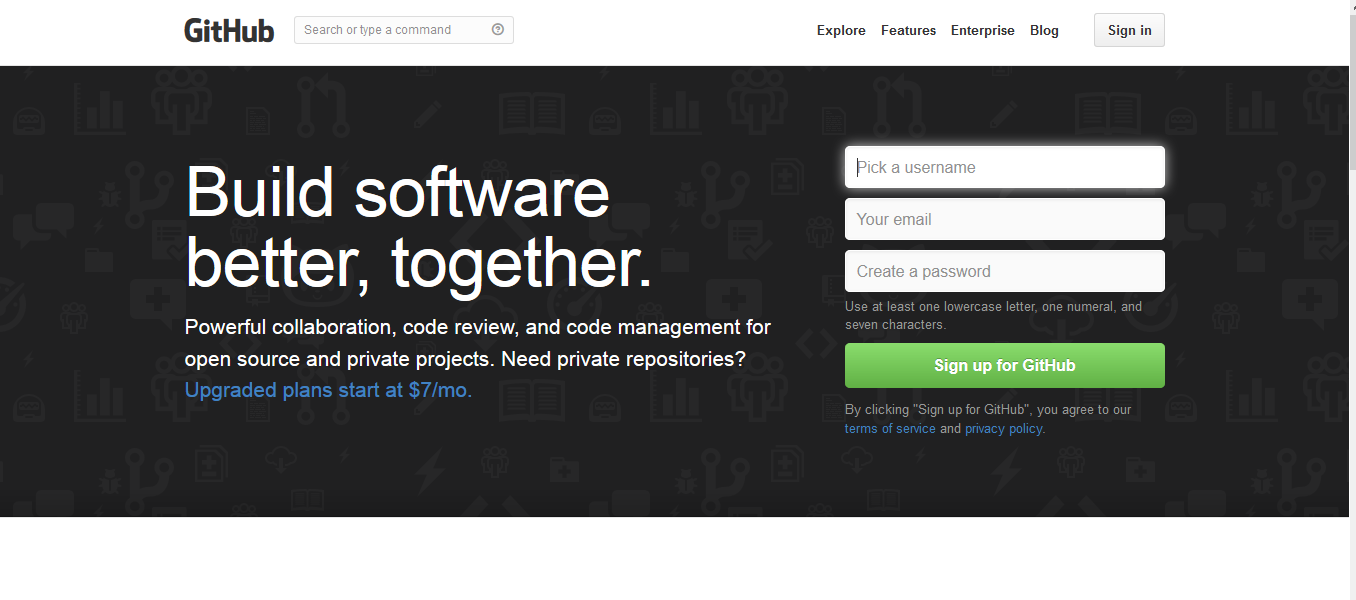 GitHub
Search or type a command
Explore Features Enterprise Blog Sign in
Build software
better, together.
Powerful collaboration, code review, and code management for
open source and private projects. Need private repositories?
Upgraded plans start at $7/mo.
Pick a username
Your email
Create a password
Use at least one lowercase letter, one numeral, and
seven characters.
Sign up for GitHub
By clicking "Sign up for GitHub", you agree to our
terms of service and privacy policy.